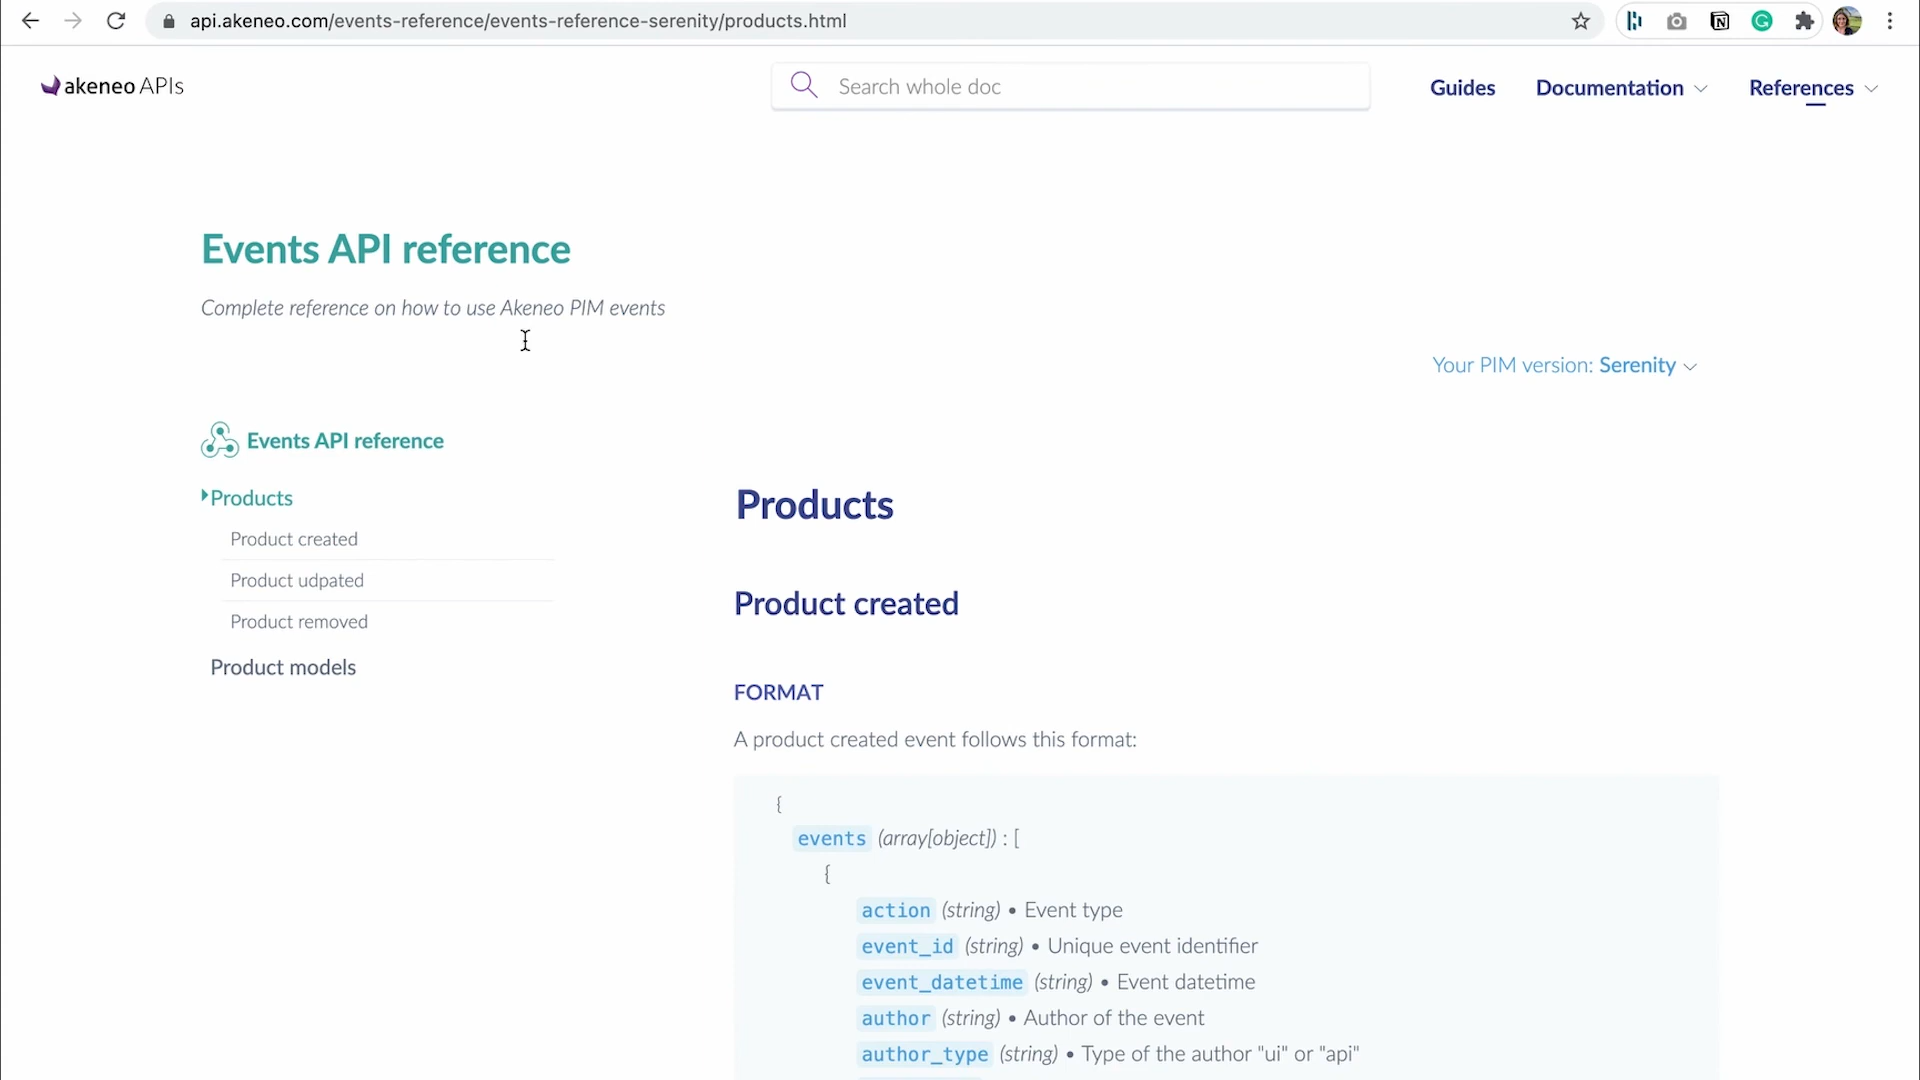 api.akeneo.com/events-reference/events-reference-serenity/products.html
akeneo APIs
Search whole doc
Guides
Documentation
References
Events API reference
Complete reference on how to use Akeneo PIM events
Your PIM version: Serenity
Events API reference
Products
Product created
Product udpated
Product removed
Product models
Products
Product created
FORMAT
A product created event follows this format:
{
events (array[object]) : [
{
action (string) • Event type
event_id (string) • Unique event identifier
event_datetime (string) • Event datetime
author (string) • Author of the event
author_type (string) • Type of the author "ui" or "api"